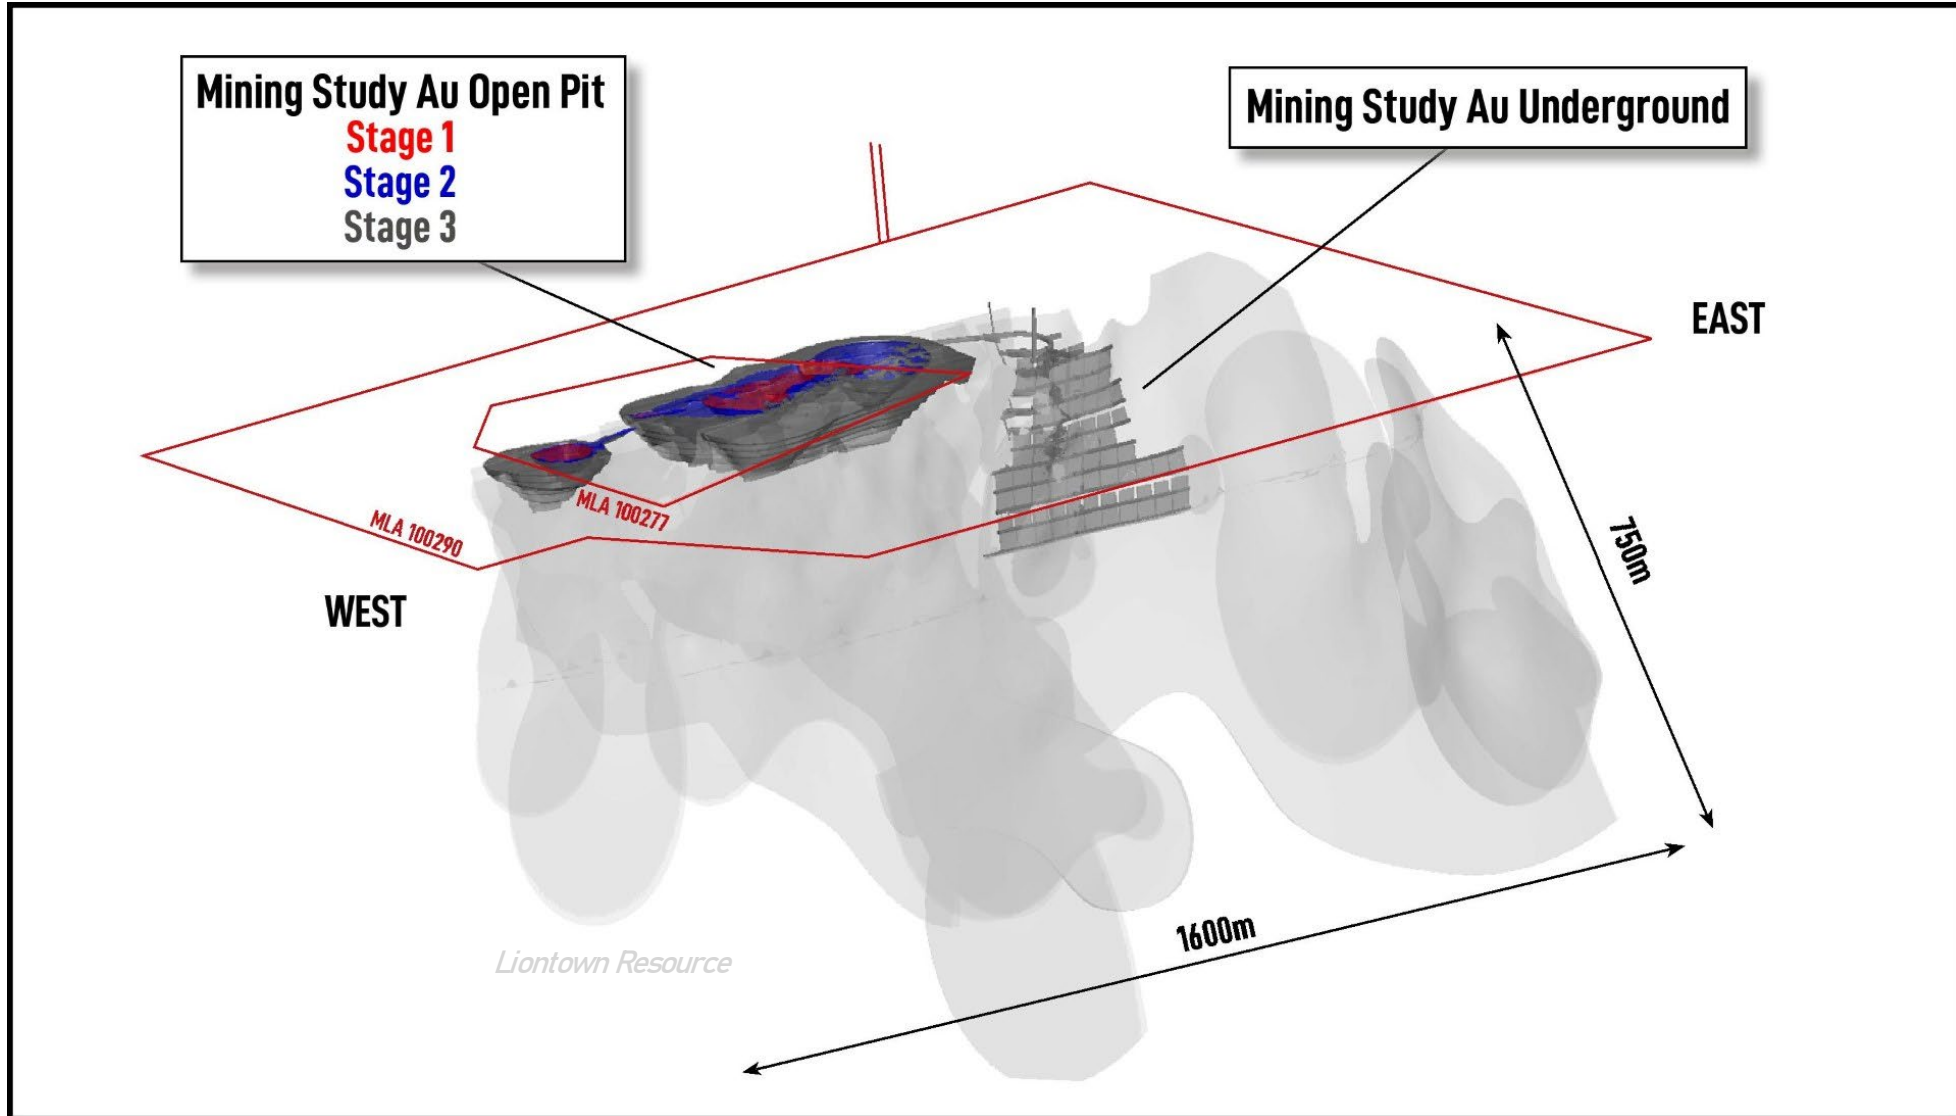 Mining Study Au Open Pit
Stage 1
Stage 2
Stage 3
Mining Study Au Underground
EAST
MLA 100277
MLA 100290
WEST
750m
1600m
Liontown Resource